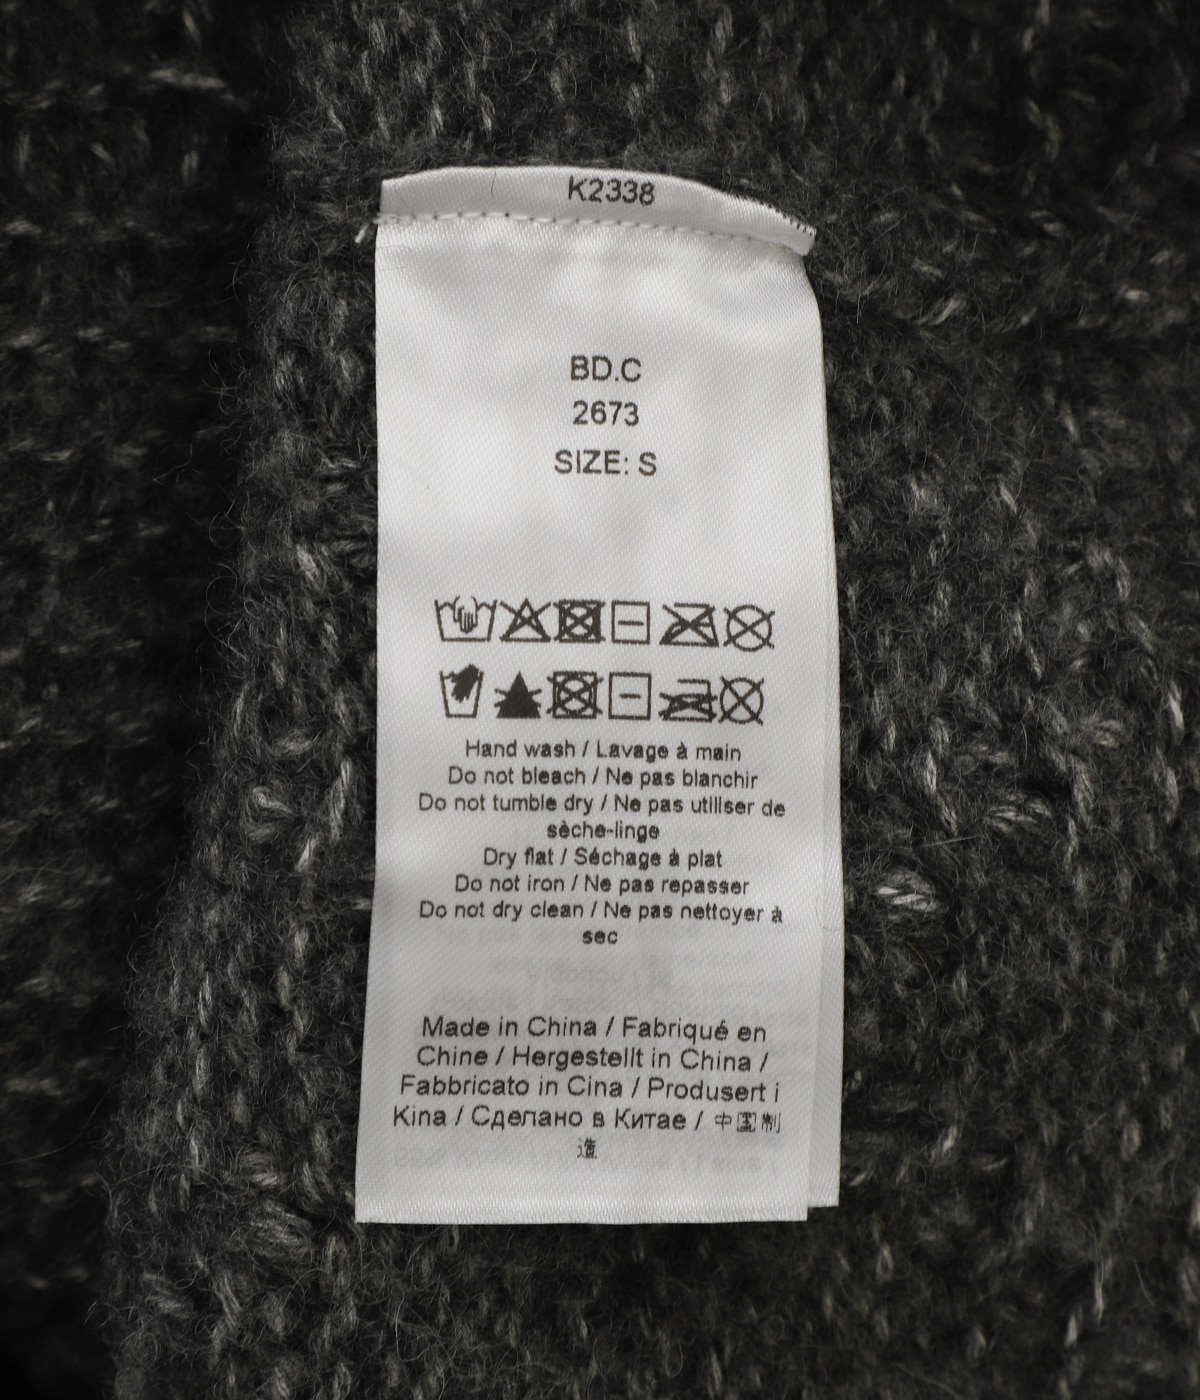 K2338
BD.C
2673
SIZE: S
Hand wash / Lavage à main
Do not bleach / Ne pas blanchir
Do not tumble dry / Ne pas utiliser de
sèche-linge
Dry flat / Séchage à plat
Do not iron / Ne pas repasser
Do not dry clean / Ne pas nettoyer à
sec
Made in China / Fabriqué en
Chine / Hergestellt in China /
Fabbricato in Cina / Produsert i
Kina / Сделано в Китае / 中国制
造